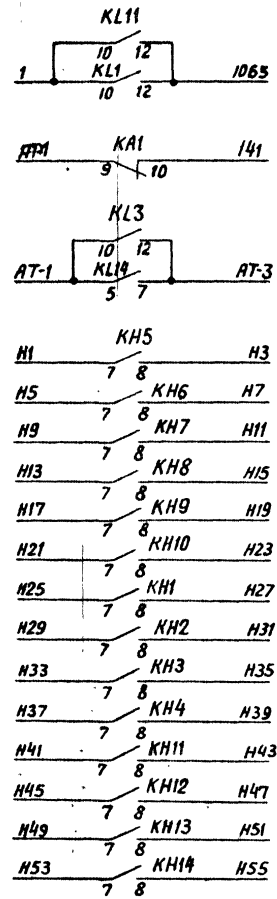 KL11
10 12
1 KL1 1063
10 12
KA1 141
9 10
KL3
10 12
AT-1 KL14 AT-3
5 7
KH5
H1 H3
7 8
H5 KH6 H7
7 8
H9 KH7 H11
7 8
H13 KH8 H15
7 8
H17 KH9 H19
7 8
H21 KH10 H23
7 8
H25 KH1 H27
7 8
H29 KH2 H31
7 8
H33 KH3 H35
7 8
H37 KH4 H39
7 8
H41 KH11 H43
7 8
H45 KH12 H47
7 8
H49 KH13 H51
7 8
H53 KH14 H55
7 8